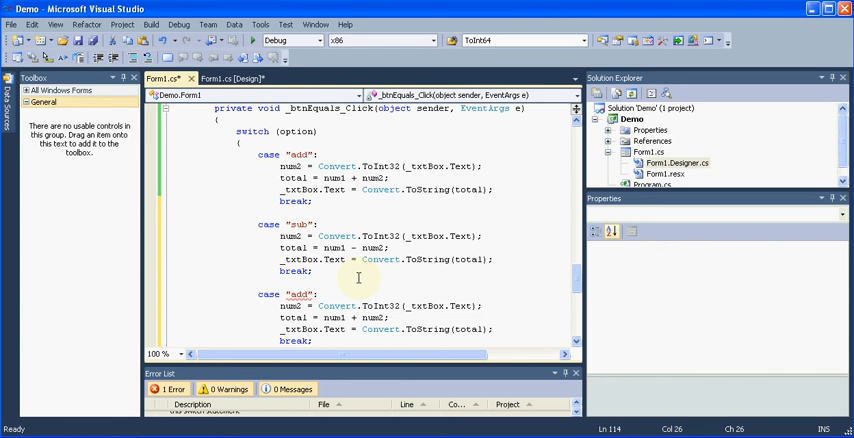 Demo - Microsoft Visual Studio
File Edit View Refactor Project Build Debug Team Data Tools Test Window Help
Debug x86 ToInt64
Toolbox
All Windows Forms
General
There are no usable controls in
this group. Drag an item onto
this text to add it to the
toolbox.
Data Sources
Form1.cs* Form1.cs [Design]*
Demo.Form1 _btnEquals_Click(object sender, EventArgs e)
private void _btnEquals_Click(object sender, EventArgs e)
{
switch (option)
{
case "add":
num2 = Convert.ToInt32(_txtBox.Text);
total = num1 + num2;
_txtBox.Text = Convert.ToString(total);
break;
case "sub":
num2 = Convert.ToInt32(_txtBox.Text);
total = num1 - num2;
_txtBox.Text = Convert.ToString(total);
break;
case "add":
num2 = Convert.ToInt32(_txtBox.Text);
total = num1 + num2;
_txtBox.Text = Convert.ToString(total);
break;
100 %
Error List
1 Error 0 Warnings 0 Messages
Description File Line Co... Project
this switch statement
Solution Explorer
Solution 'Demo' (1 project)
Demo
Properties
References
Form1.cs
Form1.Designer.cs
Form1.resx
Program.cs
Properties
Ready Ln 114 Col 26 Ch 26 INS